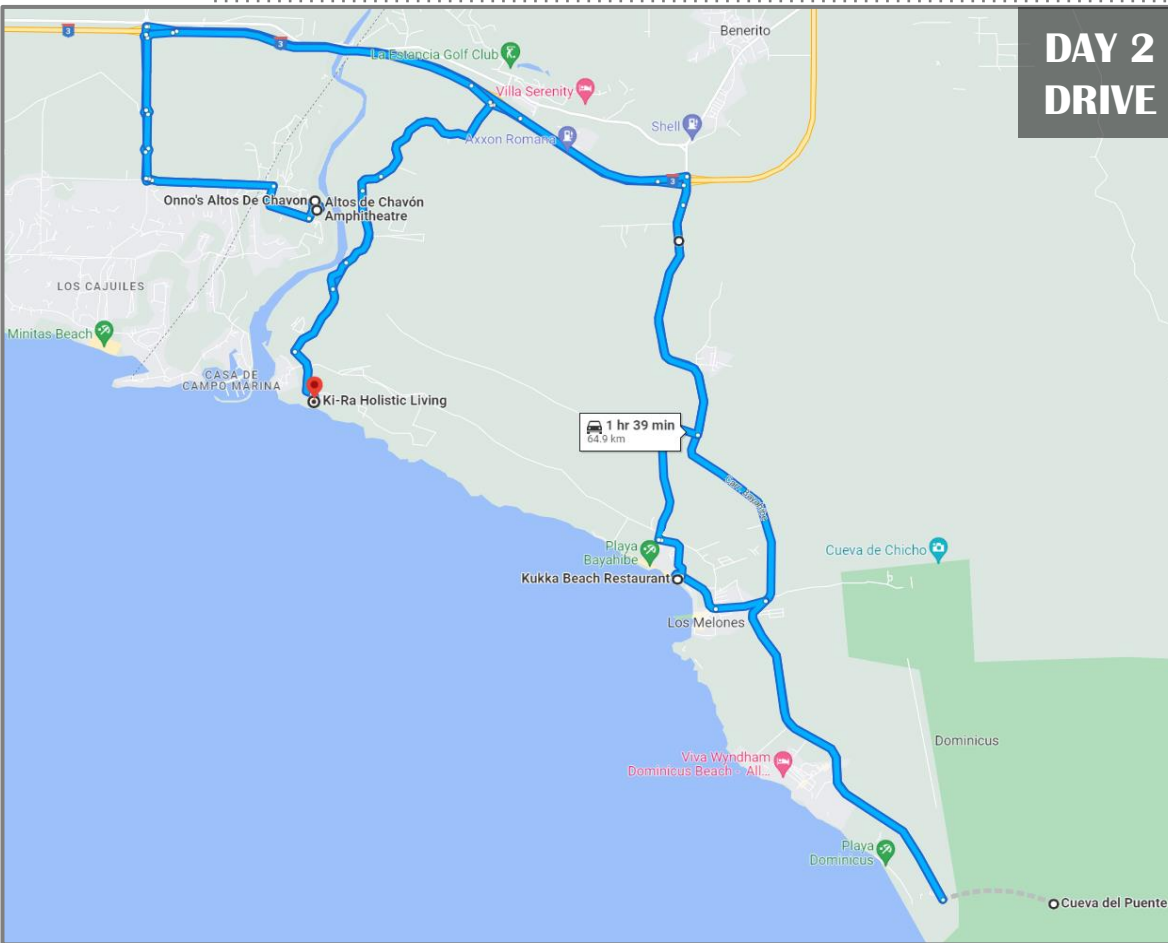 DAY 2
DRIVE
3
3
Benerito
La Estancia Golf Club
Villa Serenity
Axxon Romana
Shell
3
Onno's Altos De Chavon
Altos de Chavón
Amphitheatre
LOS CAJUILES
Minitas Beach
CASA DE
CAMPO MARINA
Ki-Ra Holistic Living
1 hr 39 min
64.9 km
Playa
Bayahibe
Kukka Beach Restaurant
Cueva de Chicho
Los Melones
Dominicus
Viva Wyndham
Dominicus Beach - All...
Playa
Dominicus
Cueva del Puente